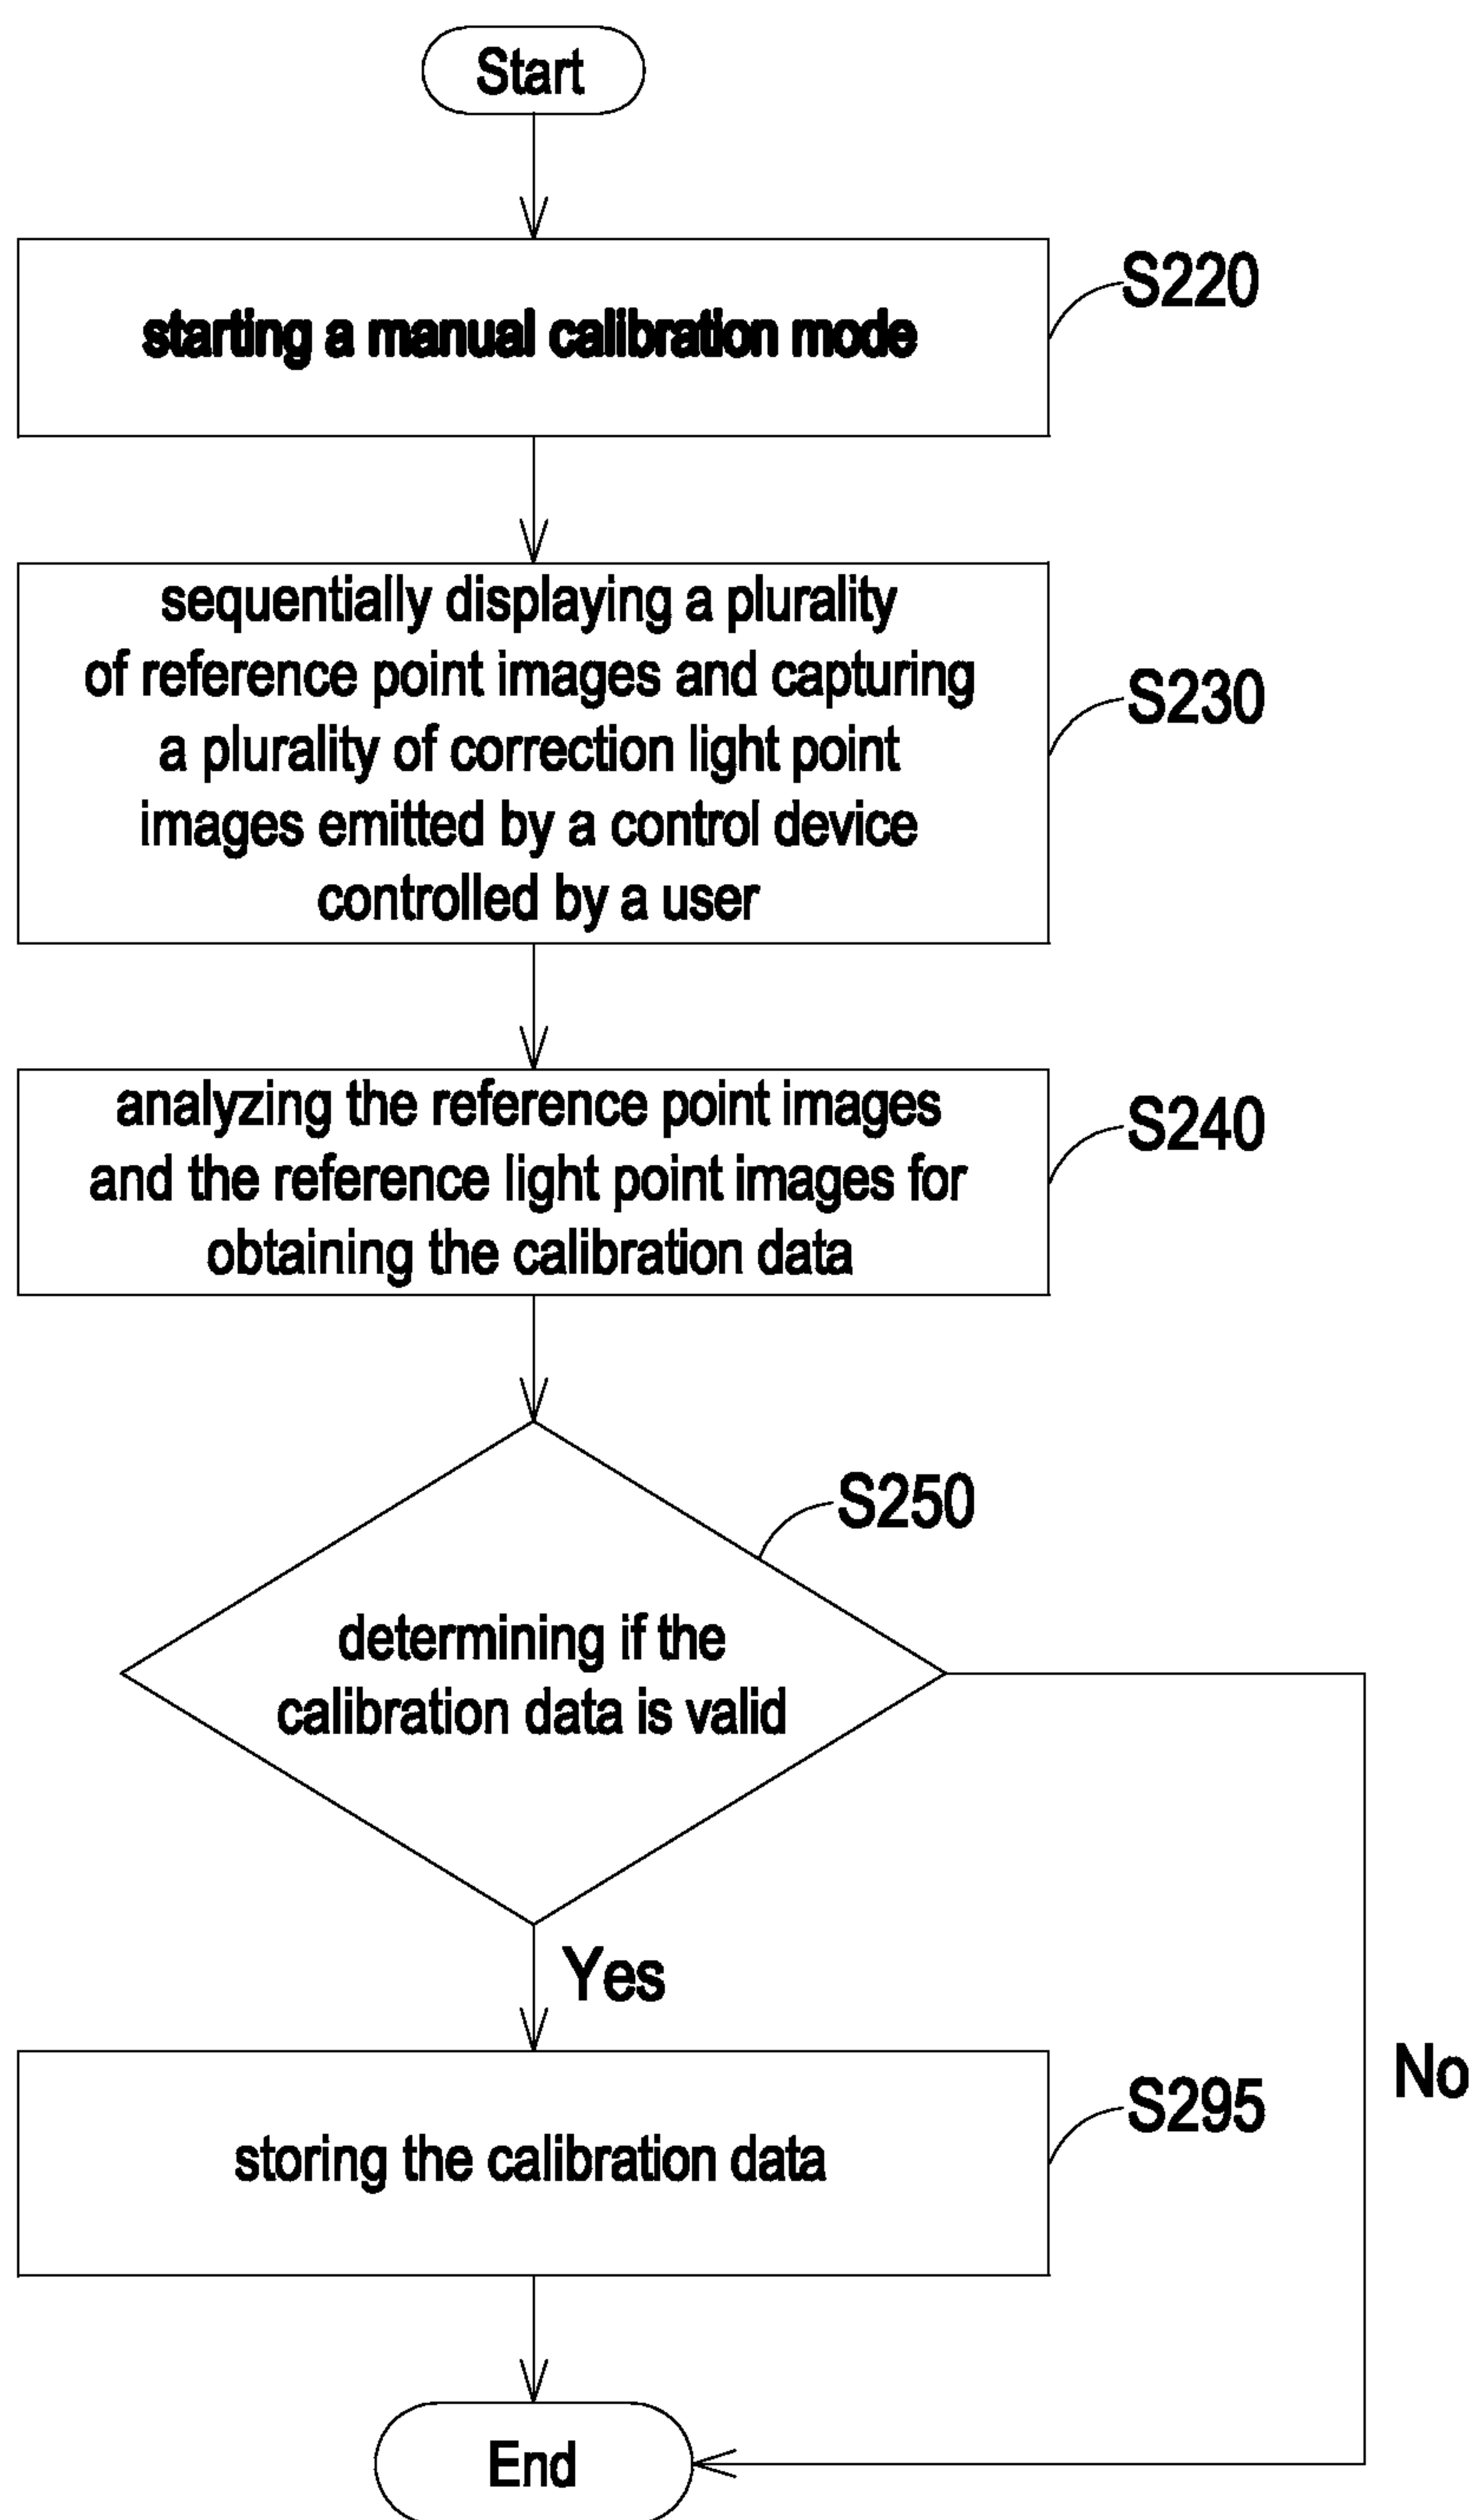 Start
starting a manual calibration mode
S220
sequentially displaying a plurality
of reference point images and capturing
a plurality of correction light point
images emitted by a control device
controlled by a user
S230
analyzing the reference point images
and the reference light point images for
obtaining the calibration data
S240
S250
determining if the
calibration data is valid
Yes
No
storing the calibration data
S295
End